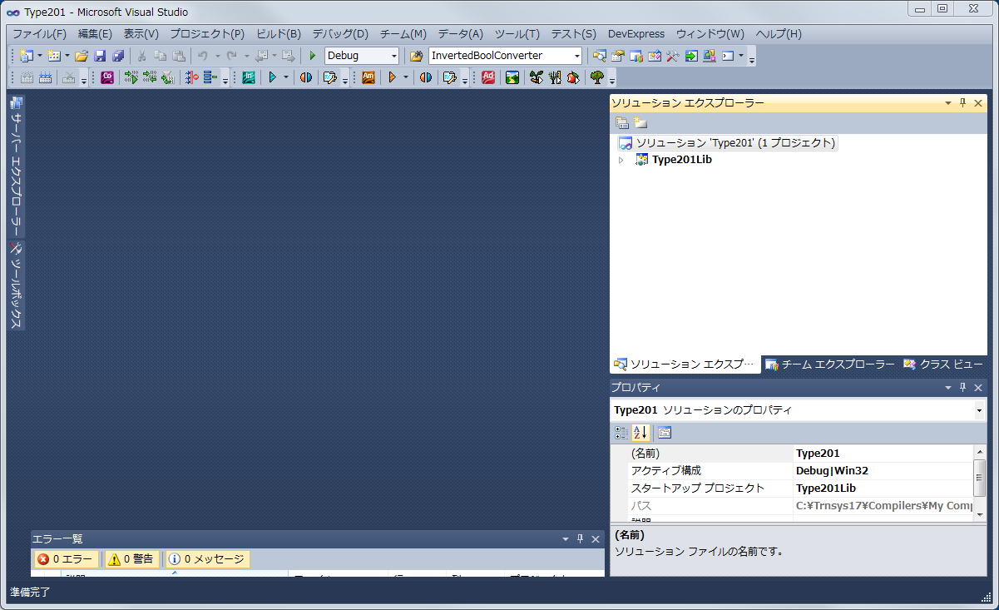 Type201 - Microsoft Visual Studio
ファイル(F) 編集(E) 表示(V) プロジェクト(P) ビルド(B) デバッグ(D) チーム(M) データ(A) ツール(T) テスト(S) DevExpress ウィンドウ(W) ヘルプ(H)
Debug InvertedBoolConverter
サーバー エクスプローラー
ツールボックス
ソリューション エクスプローラー
ソリューション 'Type201' (1 プロジェクト)
Type201Lib
ソリューション エクスプ… チーム エクスプローラー クラス ビュー
プロパティ
Type201 ソリューションのプロパティ
(名前) Type201
アクティブ構成 Debug|Win32
スタートアップ プロジェクト Type201Lib
パス C:¥Trnsys17¥Compilers¥My Comp
(名前)
ソリューション ファイルの名前です。
エラー一覧
0 エラー 0 警告 0 メッセージ
準備完了